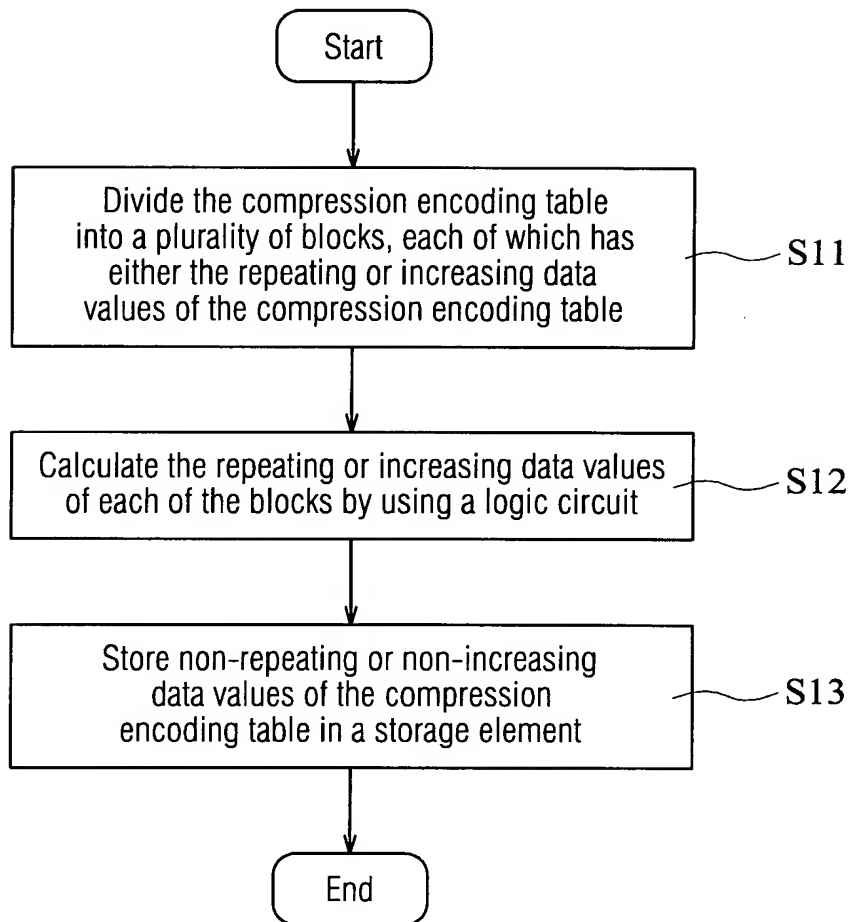 Start
Divide the compression encoding table
into a plurality of blocks, each of which has
either the repeating or increasing data
values of the compression encoding table
S11
Calculate the repeating or increasing data values
of each of the blocks by using a logic circuit
S12
Store non-repeating or non-increasing
data values of the compression
encoding table in a storage element
S13
End